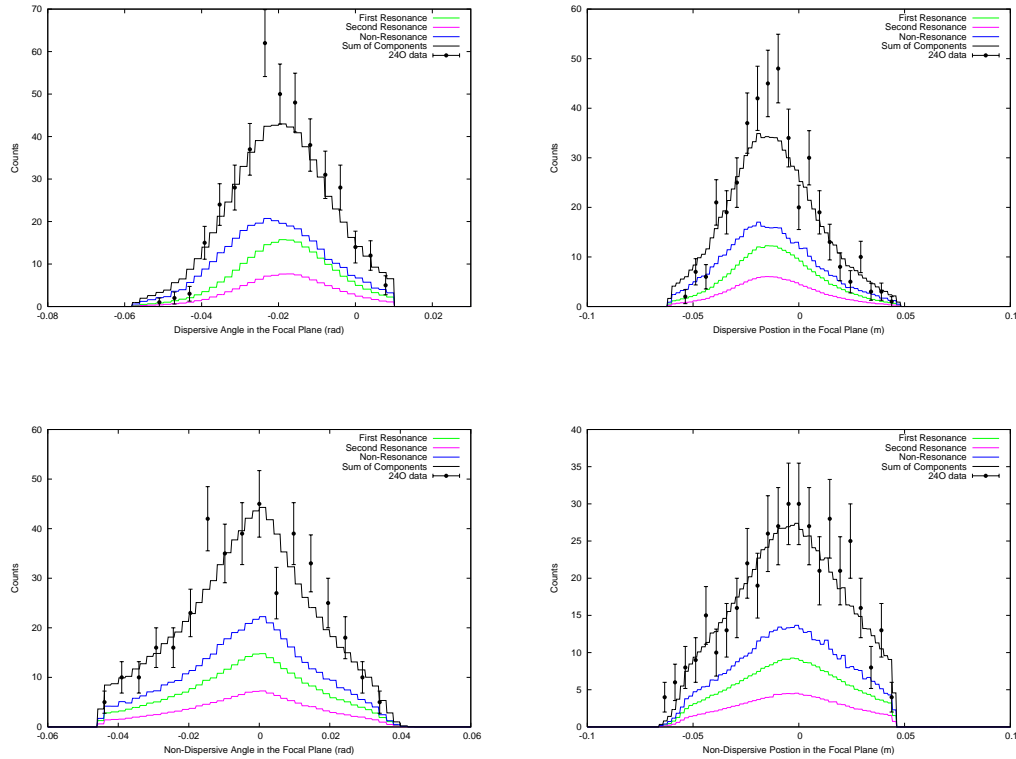 70
60
50
40
30
20
10
0
-0.08
-0.06
-0.04
-0.02
0
0.02
0.04
Counts
Dispersive Angle in the Focal Plane (rad)
First Resonance
Second Resonance
Non-Resonance
Sum of Components
24O data
60
50
40
30
20
10
0
-0.1
-0.05
0
0.05
0.1
Counts
Dispersive Postion in the Focal Plane (m)
First Resonance
Second Resonance
Non-Resonance
Sum of Components
24O data
60
50
40
30
20
10
0
-0.06
-0.04
-0.02
0
0.02
0.04
0.06
Counts
Non-Dispersive Angle in the Focal Plane (rad)
First Resonance
Second Resonance
Non-Resonance
Sum of Components
24O data
40
35
30
25
20
15
10
5
0
-0.1
-0.05
0
0.05
0.1
Counts
Non-Dispersive Postion in the Focal Plane (m)
First Resonance
Second Resonance
Non-Resonance
Sum of Components
24O data